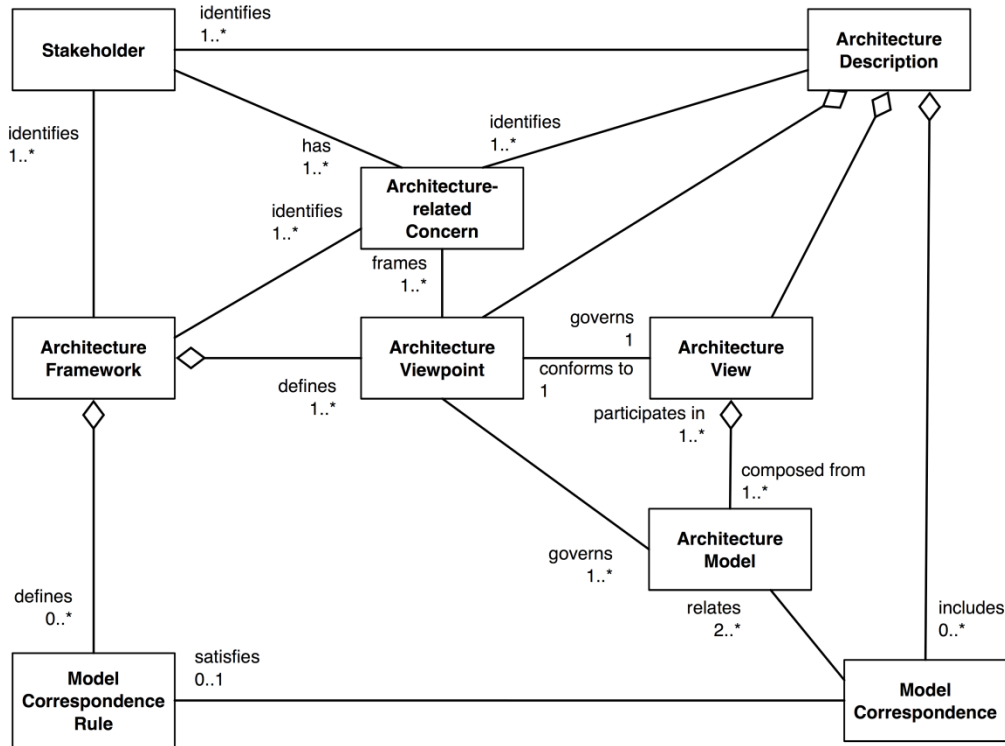 identifies
1..*
Stakeholder
Architecture
Description
identifies
1..*
has
1..*
identifies
1..*
Architecture-
related
Concern
identifies
1..*
frames
1..*
Architecture
Framework
Architecture
Viewpoint
governs
1
conforms to
1
Architecture
View
defines
1..*
participates in
1..*
composed from
1..*
Architecture
Model
governs
1..*
defines
0..*
relates
2..*
includes
0..*
Model
Correspondence
Rule
satisfies
0..1
Model
Correspondence